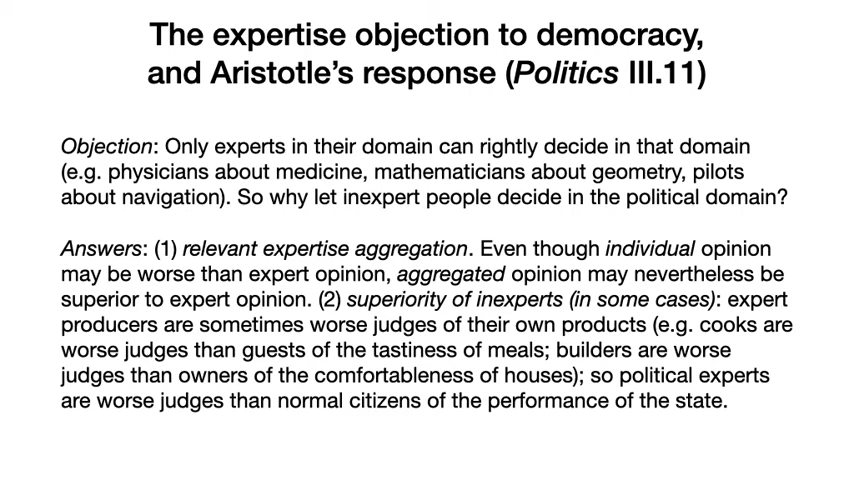 The expertise objection to democracy,
and Aristotle's response (Politics III.11)
Objection: Only experts in their domain can rightly decide in that domain
(e.g. physicians about medicine, mathematicians about geometry, pilots
about navigation). So why let inexpert people decide in the political domain?
Answers: (1) relevant expertise aggregation. Even though individual opinion
may be worse than expert opinion, aggregated opinion may nevertheless be
superior to expert opinion. (2) superiority of inexperts (in some cases): expert
producers are sometimes worse judges of their own products (e.g. cooks are
worse judges than guests of the tastiness of meals; builders are worse
judges than owners of the comfortableness of houses); so political experts
are worse judges than normal citizens of the performance of the state.